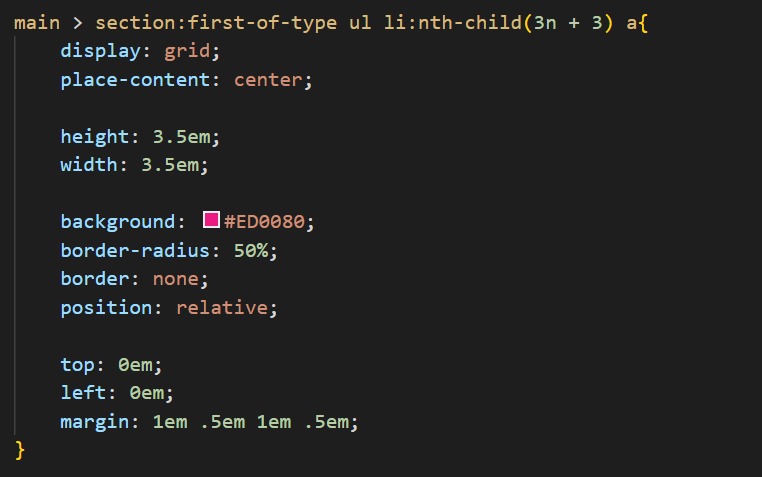 main > section:first-of-type ul li:nth-child(3n + 3) a{
display: grid;
place-content: center;
height: 3.5em;
width: 3.5em;
background: #ED0080;
border-radius: 50%;
border: none;
position: relative;
top: 0em;
left: 0em;
margin: 1em .5em 1em .5em;
}